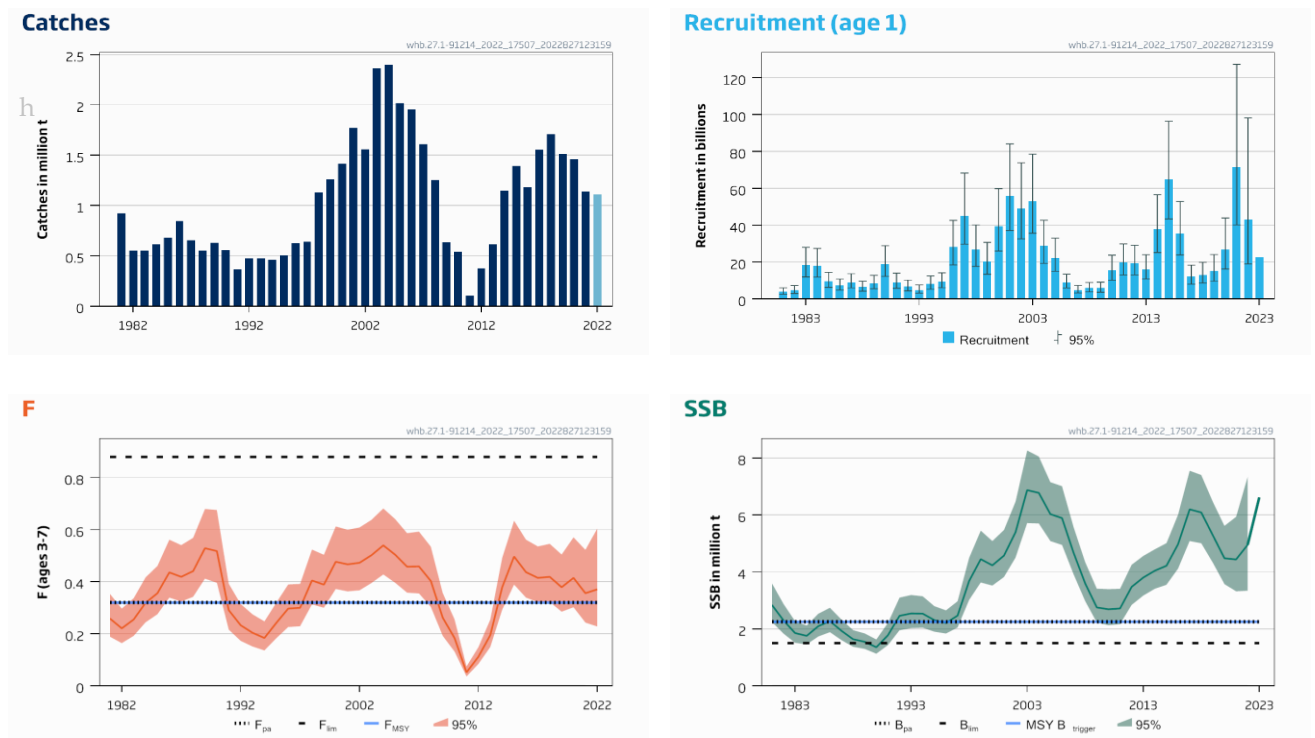 Catches
whb.27.1-91214_2022_17507_2022827123159
h
Catches in million t
2.5
2
1.5
1
0.5
0
1982
1992
2002
2012
2022
Recruitment (age 1)
whb.27.1-91214_2022_17507_2022827123159
Recruitment in billions
120
100
80
60
40
20
0
1983
1993
2003
2013
2023
Recruitment 95%
F
whb.27.1-91214_2022_17507_2022827123159
F (ages 3-7)
0.8
0.6
0.4
0.2
0
1982
1992
2002
2012
2022
Fpa Flim FMSY 95%
SSB
whb.27.1-91214_2022_17507_2022827123159
SSB in million t
8
6
4
2
0
1983
1993
2003
2013
2023
Bpa Blim MSY B trigger 95%